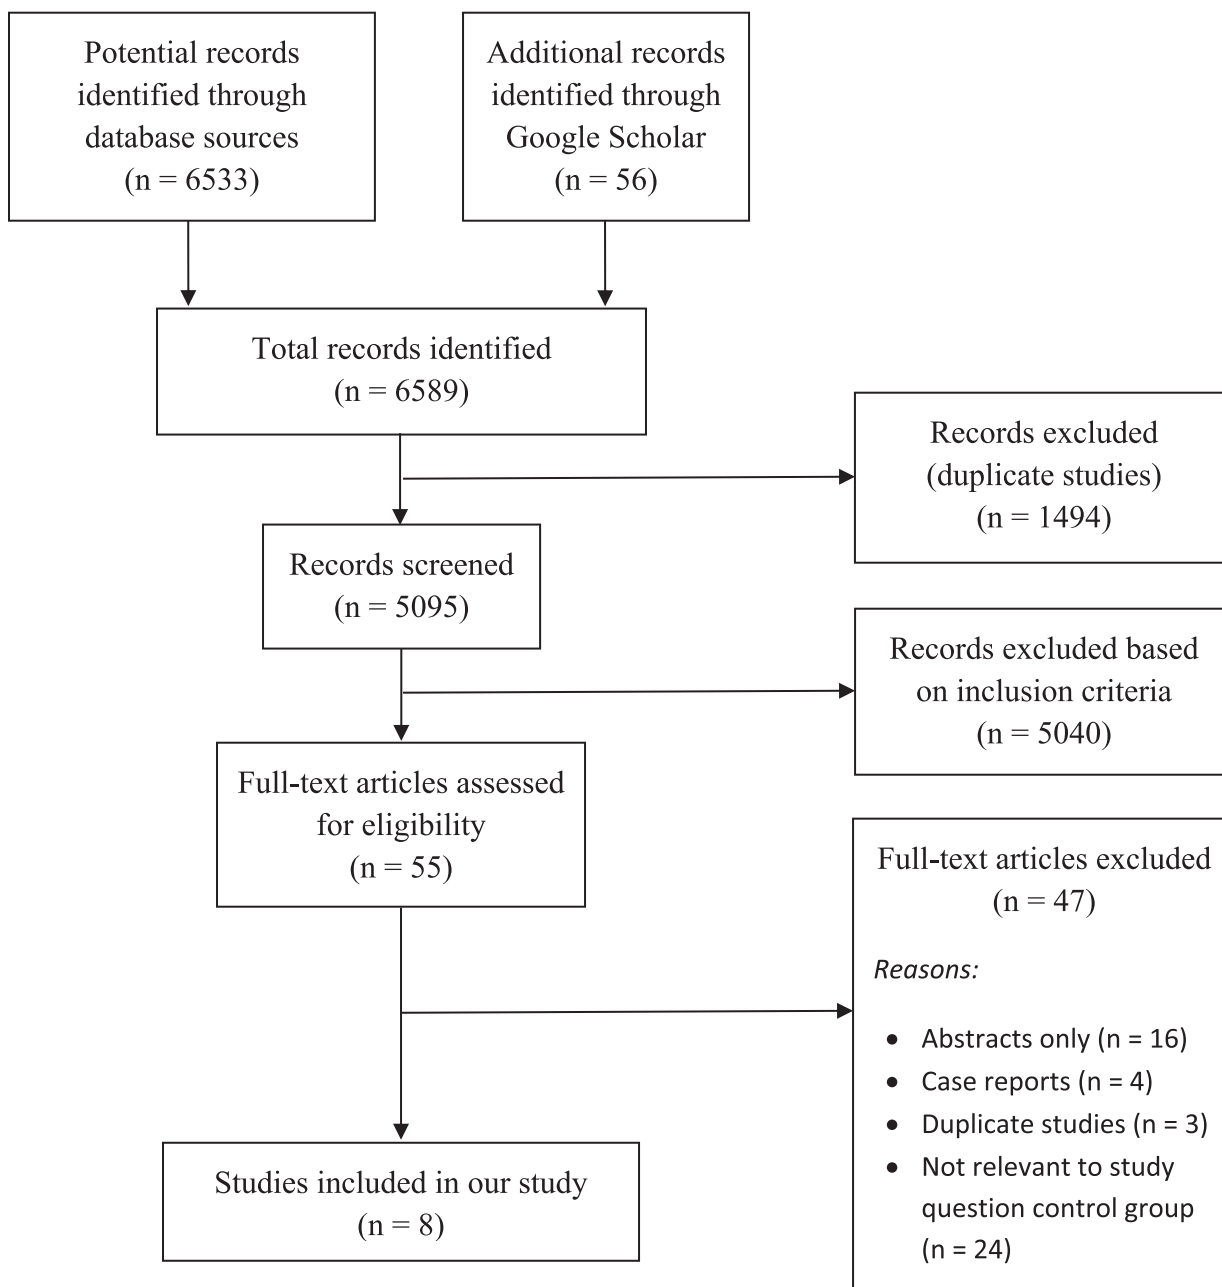 Potential records
identified through
database sources
(n = 6533)
Additional records
identified through
Google Scholar
(n = 56)
Total records identified
(n = 6589)
Records excluded
(duplicate studies)
(n = 1494)
Records screened
(n = 5095)
Records excluded based
on inclusion criteria
(n = 5040)
Full-text articles assessed
for eligibility
(n = 55)
Full-text articles excluded
(n = 47)
Reasons:
• Abstracts only (n = 16)
• Case reports (n = 4)
• Duplicate studies (n = 3)
• Not relevant to study
question control group
(n = 24)
Studies included in our study
(n = 8)